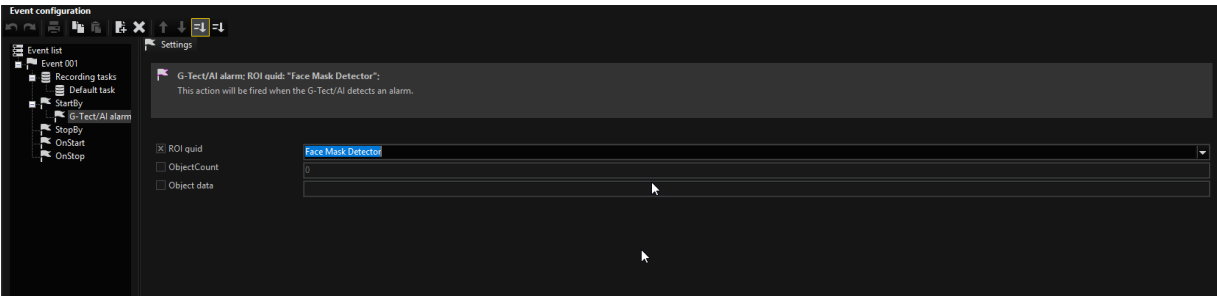 Event configuration
Settings
Event list
Event 001
Recording tasks
Default task
StartBy
G-Tect/AI alarm
StopBy
OnStart
OnStop
G-Tect/AI alarm; ROI quid: "Face Mask Detector";
This action will be fired when the G-Tect/AI detects an alarm.
ROI quid
Face Mask Detector
ObjectCount
0
Object data